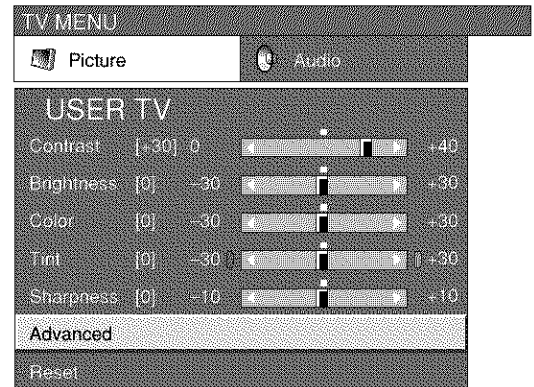 TV MENU
Picture Audio
USER TV
Contrast [+30] 0 +40
Brightness [0] −30 +30
Color [0] −30 +30
Tint [0] −30 +30
Sharpness [0] −10 +10
Advanced
Reset